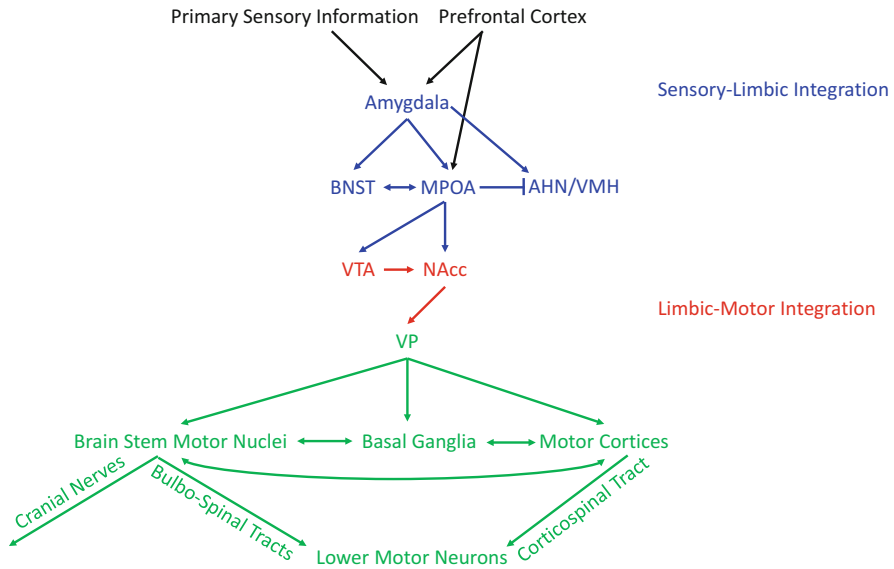 Primary Sensory Information
Prefrontal Cortex
Amygdala
Sensory-Limbic Integration
BNST
MPOA
AHN/VMH
VTA
NAcc
Limbic-Motor Integration
VP
Brain Stem Motor Nuclei
Basal Ganglia
Motor Cortices
Cranial Nerves
Bulbo-Spinal Tracts
Corticospinal Tract
Lower Motor Neurons